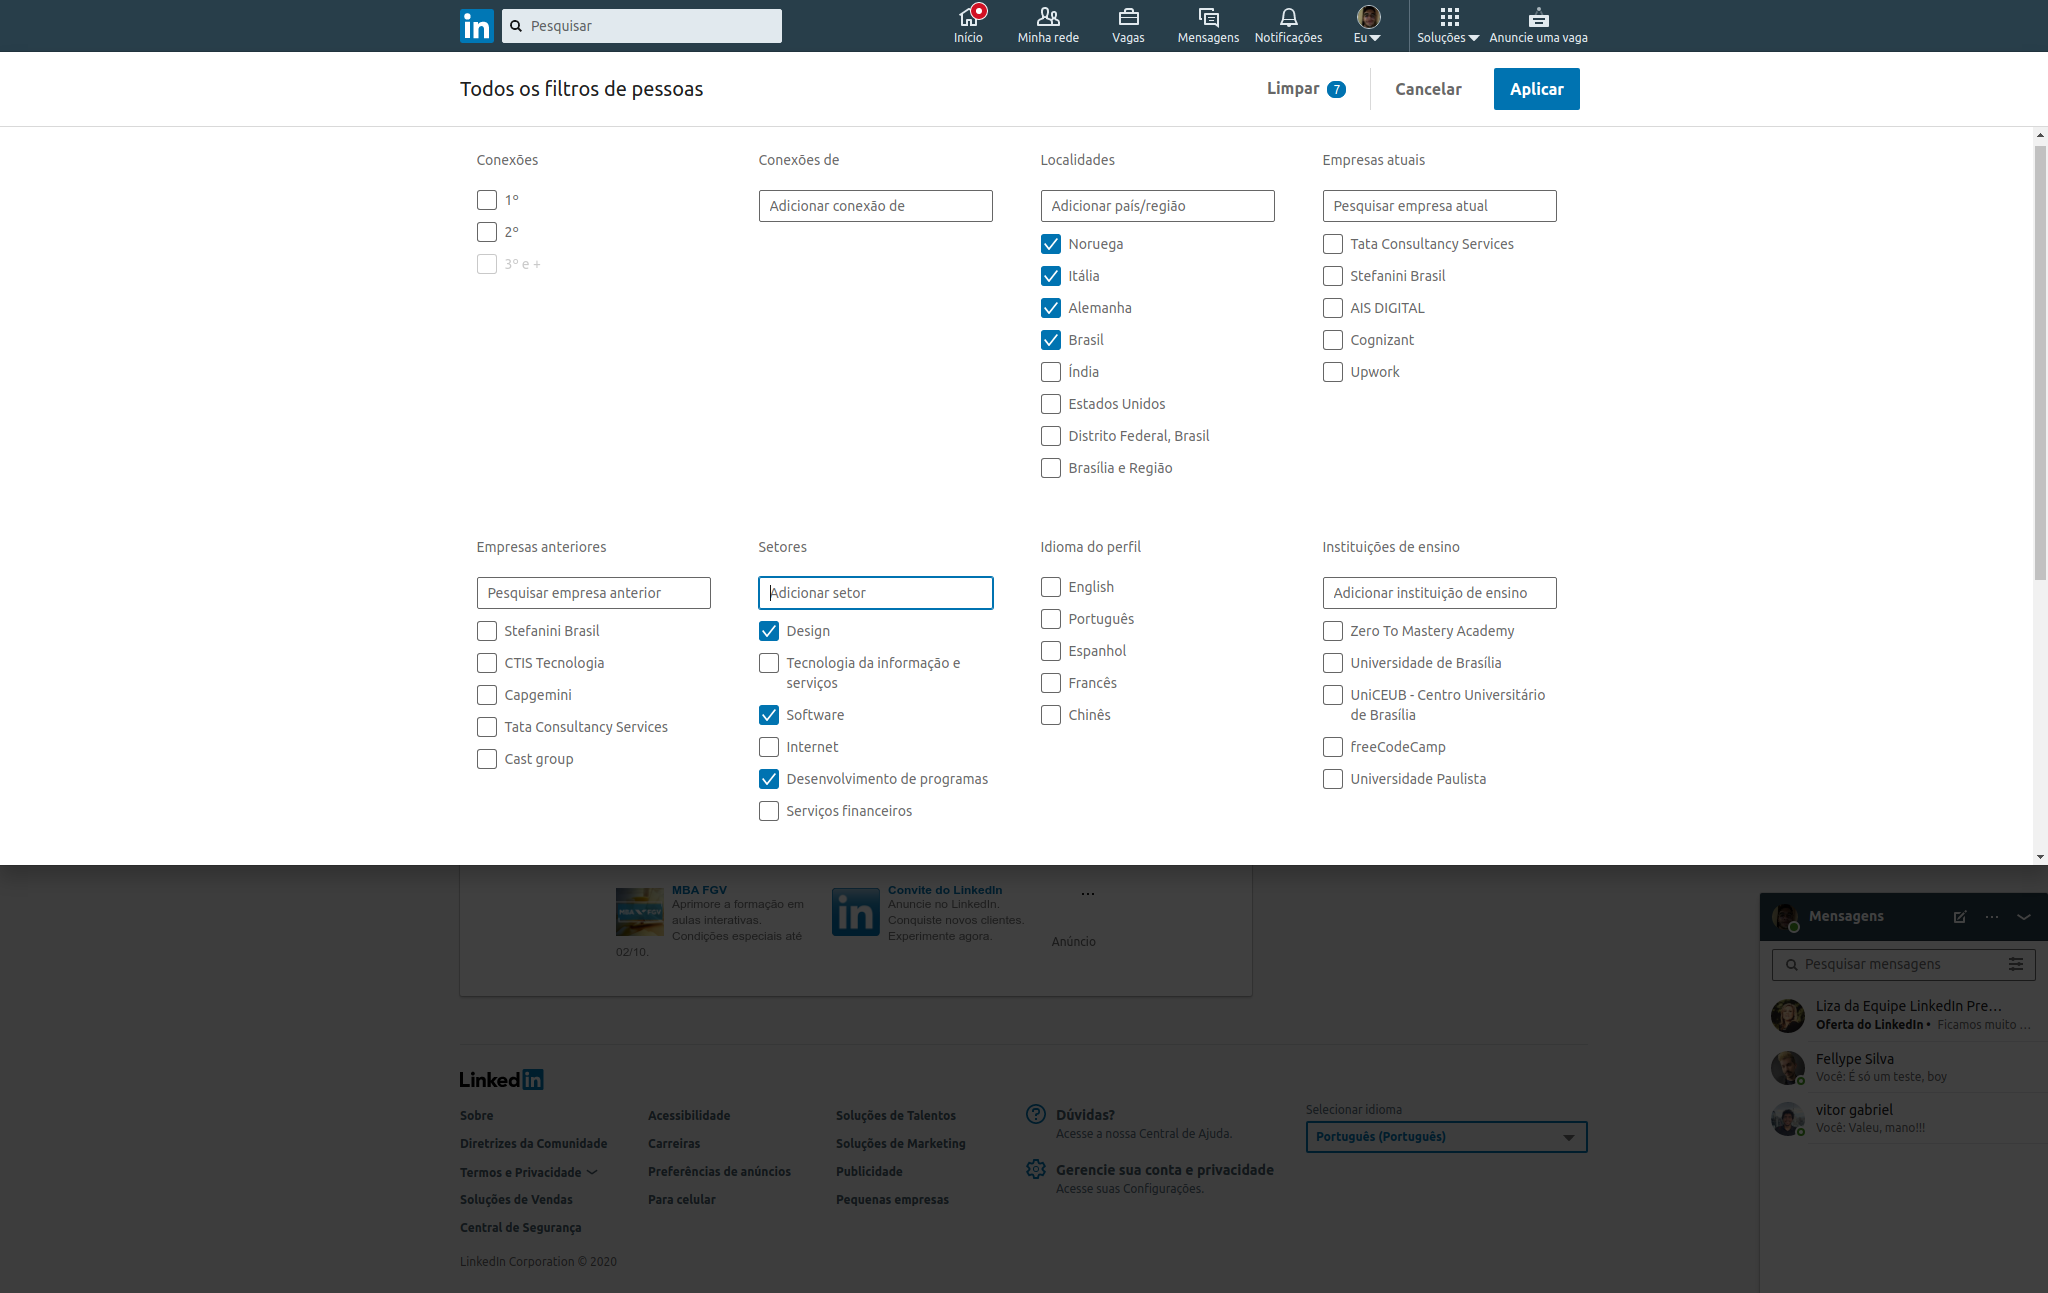 in
Pesquisar
Início
Minha rede
Vagas
Mensagens
Notificações
Eu
Soluções
Anuncie uma vaga
Todos os filtros de pessoas
Limpar 7
Cancelar
Aplicar
Conexões
1º
2º
3º e +
Conexões de
Adicionar conexão de
Localidades
Adicionar país/região
Noruega
Itália
Alemanha
Brasil
Índia
Estados Unidos
Distrito Federal, Brasil
Brasília e Região
Empresas atuais
Pesquisar empresa atual
Tata Consultancy Services
Stefanini Brasil
AIS DIGITAL
Cognizant
Upwork
Empresas anteriores
Pesquisar empresa anterior
Stefanini Brasil
CTIS Tecnologia
Capgemini
Tata Consultancy Services
Cast group
Setores
Adicionar setor
Design
Tecnologia da informação e
serviços
Software
Internet
Desenvolvimento de programas
Serviços financeiros
Idioma do perfil
English
Português
Espanhol
Francês
Chinês
Instituições de ensino
Adicionar instituição de ensino
Zero To Mastery Academy
Universidade de Brasília
UniCEUB - Centro Universitário
de Brasília
freeCodeCamp
Universidade Paulista
MBA FGV
MBA FGV
Aprimore a formação em
aulas interativas.
Condições especiais até
02/10.
in
Convite do LinkedIn
Anuncie no LinkedIn.
Conquiste novos clientes.
Experimente agora.
...
Anúncio
Mensagens
...
Pesquisar mensagens
Liza da Equipe LinkedIn Pre...
Oferta do LinkedIn • Ficamos muito ...
Fellype Silva
Você: É só um teste, boy
vitor gabriel
Você: Valeu, mano!!!
LinkedIn
Sobre
Diretrizes da Comunidade
Termos e Privacidade
Soluções de Vendas
Central de Segurança
Acessibilidade
Carreiras
Preferências de anúncios
Para celular
Soluções de Talentos
Soluções de Marketing
Publicidade
Pequenas empresas
Dúvidas?
Acesse a nossa Central de Ajuda.
Gerencie sua conta e privacidade
Acesse suas Configurações.
Selecionar idioma
Português (Português)
LinkedIn Corporation © 2020